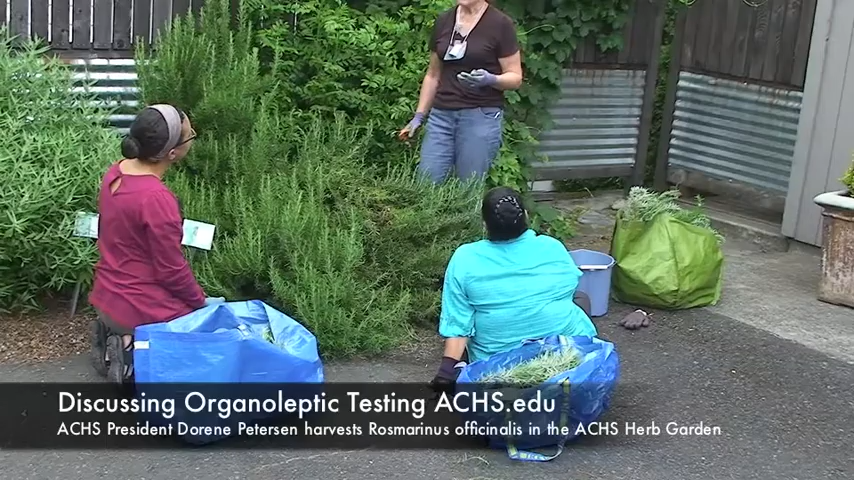 Discussing Organoleptic Testing ACHS.edu
ACHS President Dorene Petersen harvests Rosmarinus officinalis in the ACHS Herb Garden